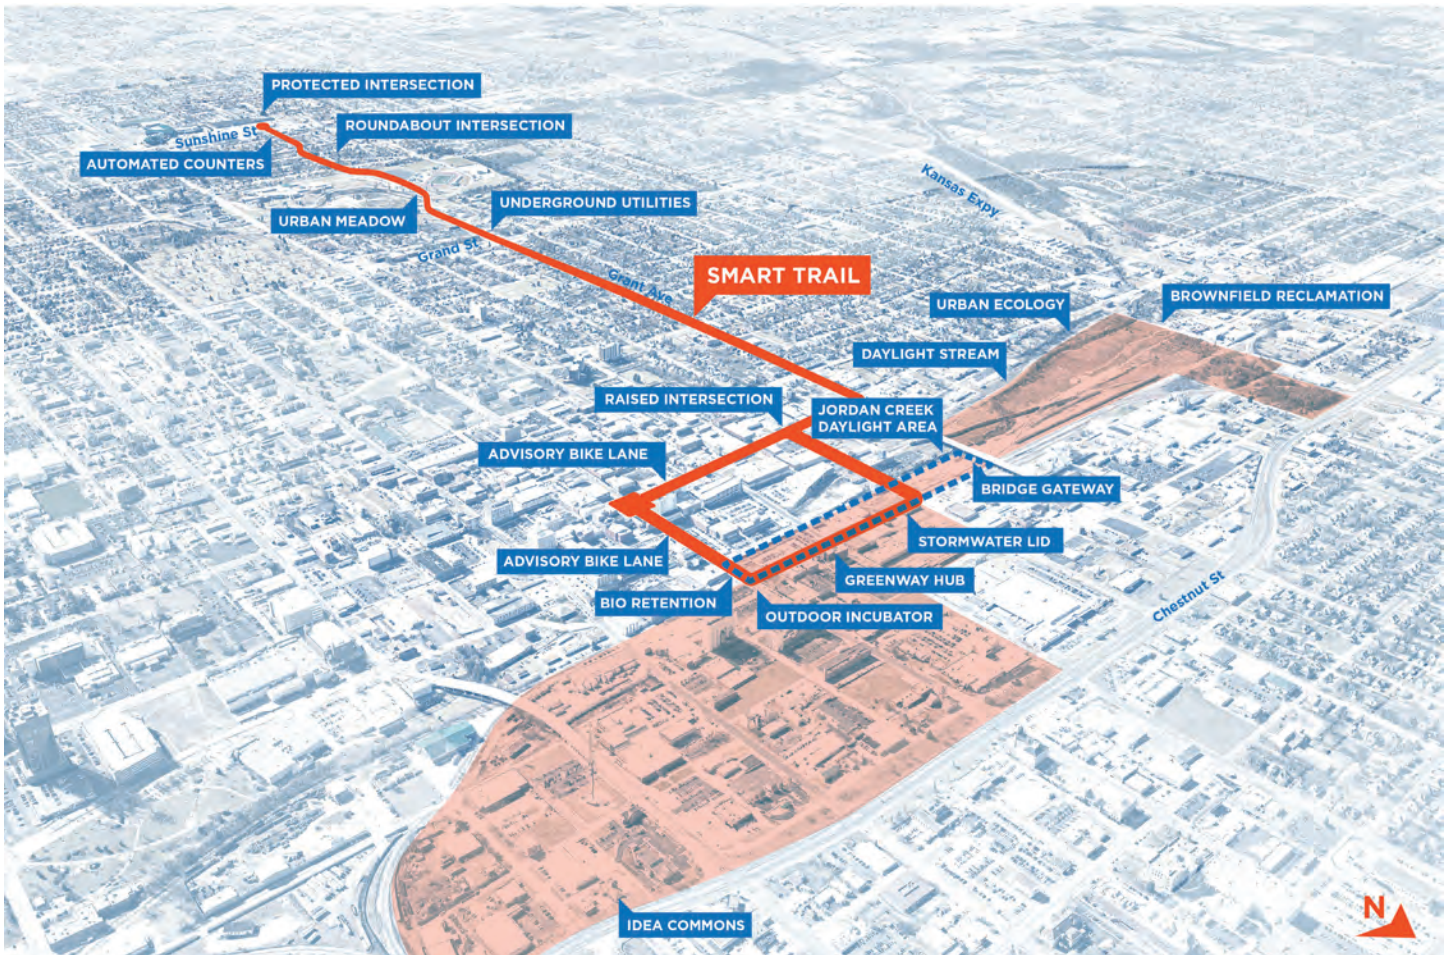 PROTECTED INTERSECTION
ROUNDABOUT INTERSECTION
Sunshine St
AUTOMATED COUNTERS
Kansas Expy
UNDERGROUND UTILITIES
URBAN MEADOW
Grand St
SMART TRAIL
Grant Ave
BROWNFIELD RECLAMATION
URBAN ECOLOGY
DAYLIGHT STREAM
RAISED INTERSECTION
JORDAN CREEK
DAYLIGHT AREA
ADVISORY BIKE LANE
BRIDGE GATEWAY
STORMWATER LID
ADVISORY BIKE LANE
GREENWAY HUB
Chestnut St
BIO RETENTION
OUTDOOR INCUBATOR
IDEA COMMONS
N